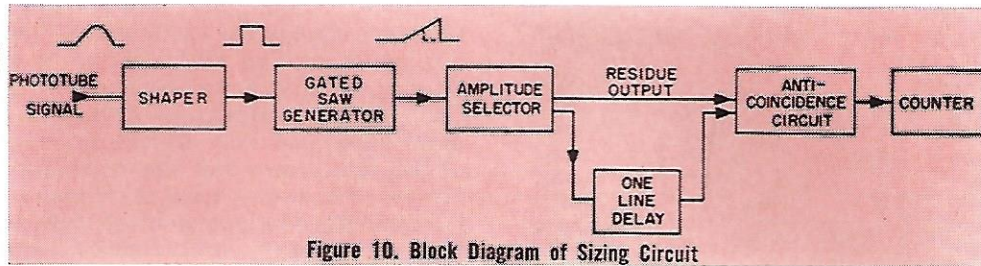 PHOTOTUBE
SIGNAL
SHAPER
GATED
SAW
GENERATOR
AMPLITUDE
SELECTOR
RESIDUE
OUTPUT
ONE
LINE
DELAY
ANTI-
COINCIDENCE
CIRCUIT
COUNTER
Figure 10. Block Diagram of Sizing Circuit